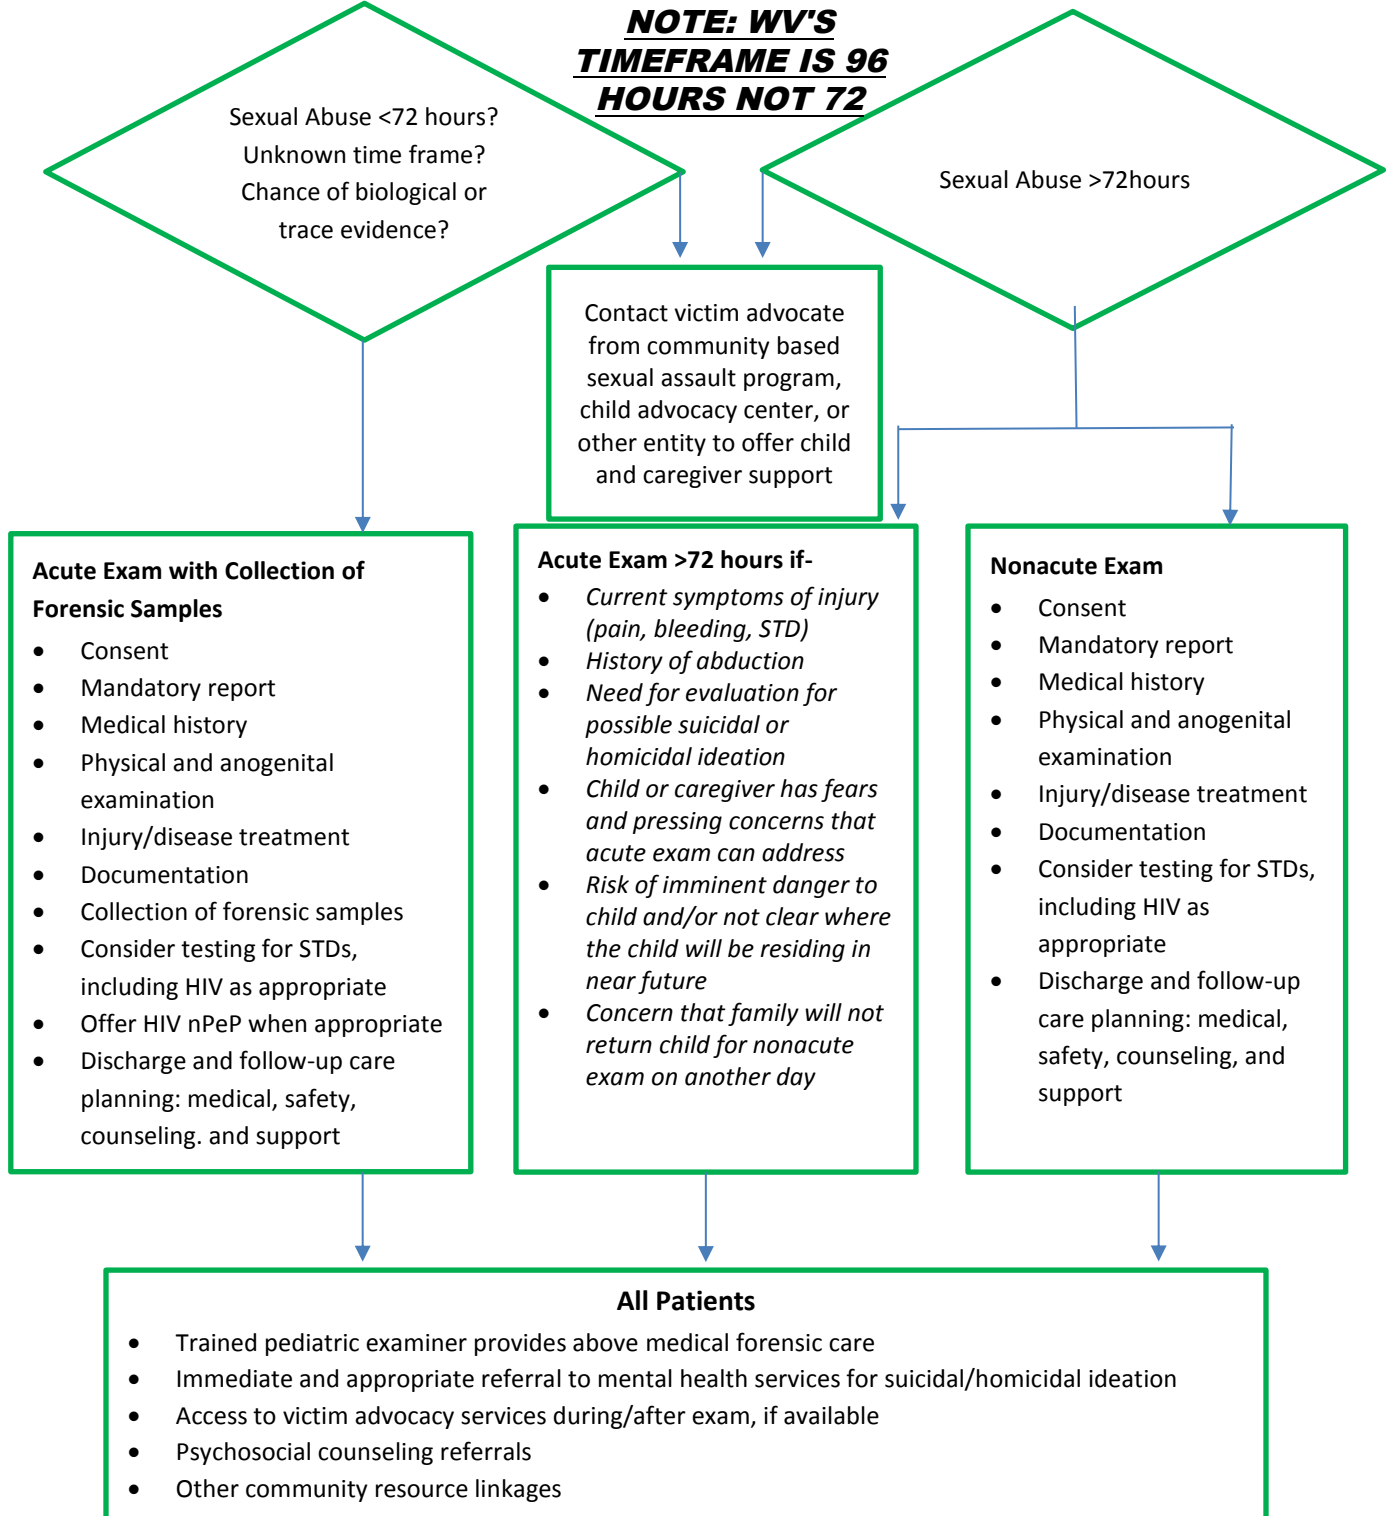 NOTE: WV'S
TIMEFRAME IS 96
HOURS NOT 72
Sexual Abuse <72 hours?
Unknown time frame?
Chance of biological or
trace evidence?
Sexual Abuse >72hours
Contact victim advocate
from community based
sexual assault program,
child advocacy center, or
other entity to offer child
and caregiver support
Acute Exam with Collection of
Forensic Samples
• Consent
• Mandatory report
• Medical history
• Physical and anogenital
examination
• Injury/disease treatment
• Documentation
• Collection of forensic samples
• Consider testing for STDs,
including HIV as appropriate
• Offer HIV nPeP when appropriate
• Discharge and follow-up care
planning: medical, safety,
counseling. and support
Acute Exam >72 hours if-
• Current symptoms of injury
(pain, bleeding, STD)
• History of abduction
• Need for evaluation for
possible suicidal or
homicidal ideation
• Child or caregiver has fears
and pressing concerns that
acute exam can address
• Risk of imminent danger to
child and/or not clear where
the child will be residing in
near future
• Concern that family will not
return child for nonacute
exam on another day
Nonacute Exam
• Consent
• Mandatory report
• Medical history
• Physical and anogenital
examination
• Injury/disease treatment
• Documentation
• Consider testing for STDs,
including HIV as
appropriate
• Discharge and follow-up
care planning: medical,
safety, counseling, and
support
All Patients
• Trained pediatric examiner provides above medical forensic care
• Immediate and appropriate referral to mental health services for suicidal/homicidal ideation
• Access to victim advocacy services during/after exam, if available
• Psychosocial counseling referrals
• Other community resource linkages